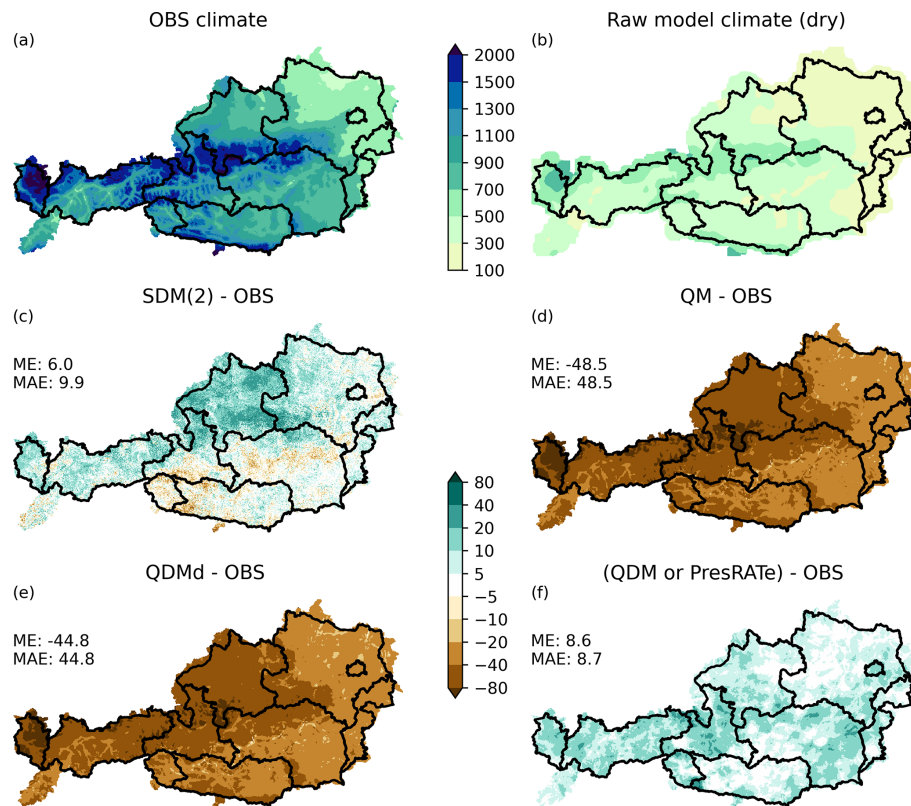 OBS climate
Raw model climate (dry)
(a)
(b)
2000
1500
1300
1100
900
700
500
300
100
SDM(2) - OBS
QM - OBS
(c)
(d)
ME: 6.0
MAE: 9.9
ME: -48.5
MAE: 48.5
80
40
20
10
5
−5
−10
−20
−40
−80
QDMd - OBS
(QDM or PresRATe) - OBS
(e)
(f)
ME: -44.8
MAE: 44.8
ME: 8.6
MAE: 8.7